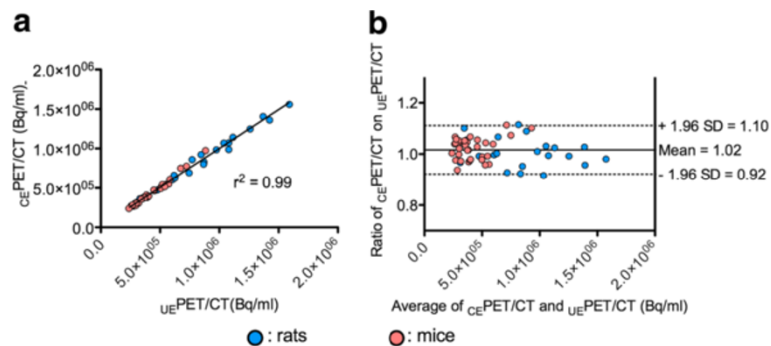 a
CEPET/CT (Bq/ml).
2.0×10⁰⁶
1.5×10⁰⁶
1.0×10⁰⁶
5.0×10⁰⁵
0.0
r² = 0.99
0.0
5.0×10⁰⁵
1.0×10⁰⁶
1.5×10⁰⁶
2.0×10⁰⁶
UEPET/CT(Bq/ml)
b
Ratio of CEPET/CT on UEPET/CT
1.2
1.0
0.8
+ 1.96 SD = 1.10
Mean = 1.02
- 1.96 SD = 0.92
0.0
5.0×10⁰⁵
1.0×10⁰⁶
1.5×10⁰⁶
2.0×10⁰⁶
Average of CEPET/CT and UEPET/CT (Bq/ml)
: rats
: mice